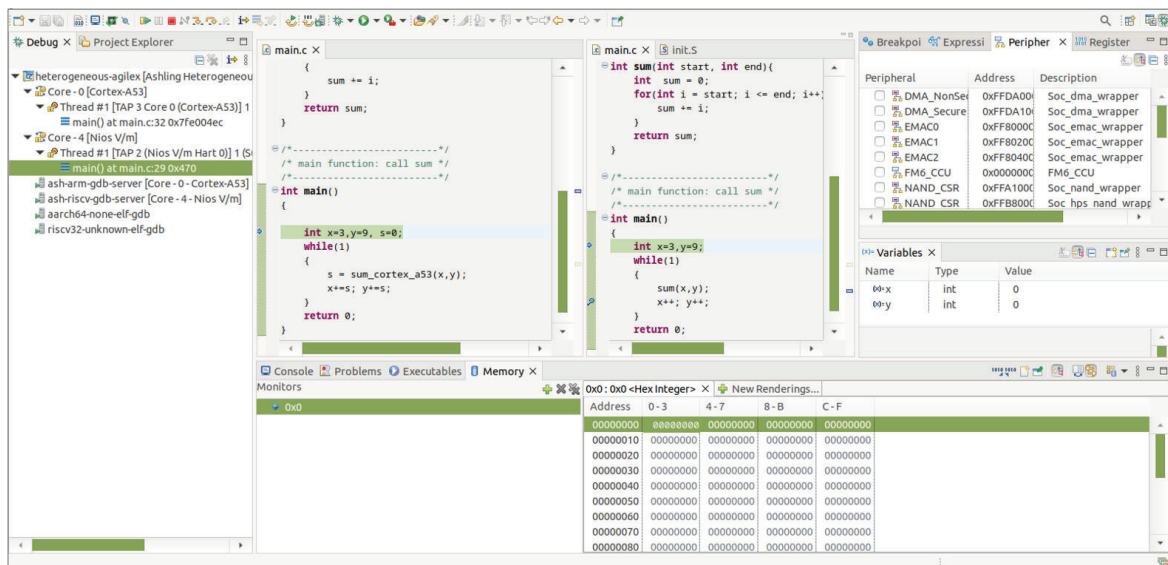 Debug
Project Explorer
heterogeneous-agilex [Ashling Heterogeneou
Core - 0 [Cortex-A53]
Thread #1 [TAP 3 Core 0 (Cortex-A53)] 1
main() at main.c:32 0x7fe004ec
Core - 4 [Nios V/m]
Thread #1 [TAP 2 (Nios V/m Hart 0)] 1 (S
main() at main.c:29 0x470
ash-arm-gdb-server [Core - 0 - Cortex-A53]
ash-riscv-gdb-server [Core - 4 - Nios V/m]
aarch64-none-elf-gdb
riscv32-unknown-elf-gdb
main.c
{
sum += i;
}
return sum;
}
/*-------------------------*/
/* main function: call sum */
/*-------------------------*/
int main()
{
int x=3,y=9, s=0;
while(1)
{
s = sum_cortex_a53(x,y);
x+=s; y+=s;
}
return 0;
}
main.c
init.S
int sum(int start, int end){
int  sum = 0;
for(int i = start; i <= end; i++
sum += i;
}
return sum;
}
/*-------------------------*/
/* main function: call sum */
/*-------------------------*/
int main()
{
int x=3,y=9;
while(1)
{
sum(x,y);
x++; y++;
}
return 0;
Breakpoi
Expressi
Peripher
Register
Peripheral Address Description
DMA_NonSec 0xFFDA00 Soc_dma_wrapper
DMA_Secure 0xFFDA10 Soc_dma_wrapper
EMAC0 0xFF80000 Soc_emac_wrapper
EMAC1 0xFF80200 Soc_emac_wrapper
EMAC2 0xFF80400 Soc_emac_wrapper
FM6_CCU 0x0000000 FM6_CCU
NAND_CSR 0xFFA1000 Soc_nand_wrapper
NAND CSR 0xFFB8000 Soc hps nand wrapp
(x)= Variables
Name Type Value
(x)= x int 0
(x)= y int 0
Console
Problems
Executables
Memory
Monitors
0x0
0x0 : 0x0 <Hex Integer>
New Renderings...
Address 0 - 3 4 - 7 8 - B C - F
00000000 00000000 00000000 00000000 00000000
00000010 00000000 00000000 00000000 00000000
00000020 00000000 00000000 00000000 00000000
00000030 00000000 00000000 00000000 00000000
00000040 00000000 00000000 00000000 00000000
00000050 00000000 00000000 00000000 00000000
00000060 00000000 00000000 00000000 00000000
00000070 00000000 00000000 00000000 00000000
00000080 00000000 00000000 00000000 00000000